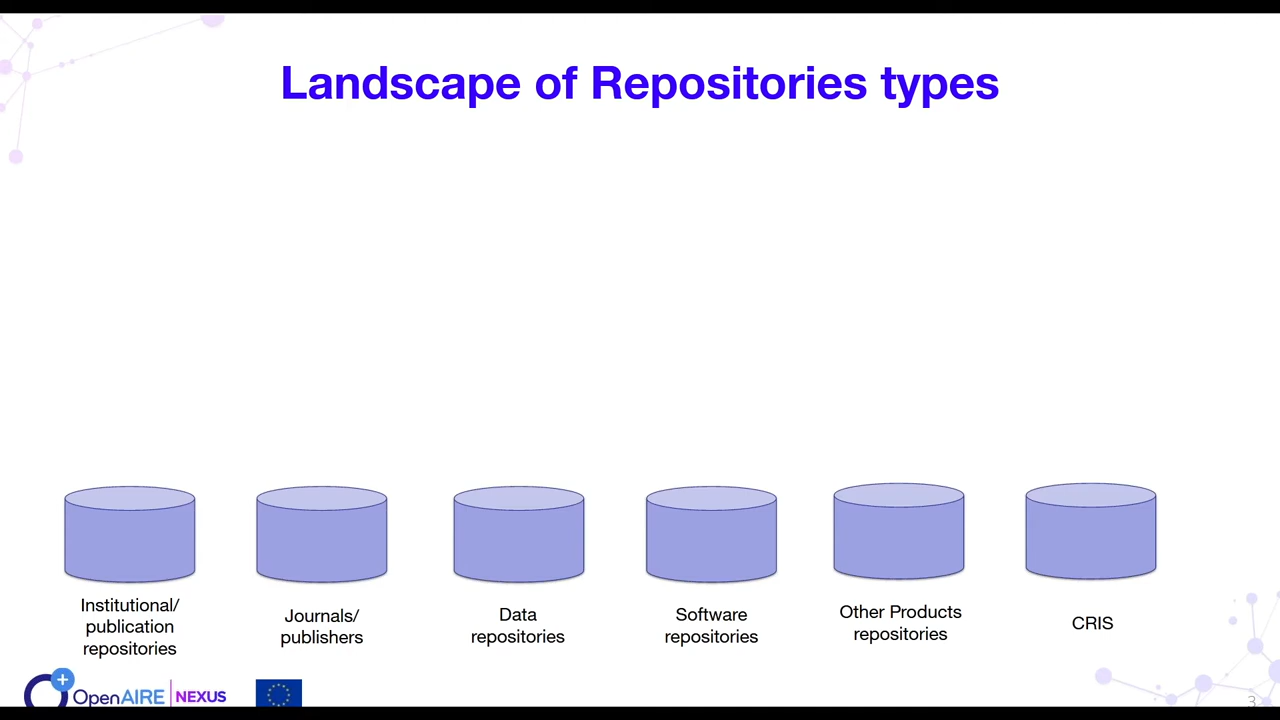 Landscape of Repositories types
Institutional/
publication
repositories
Journals/
publishers
Data
repositories
Software
repositories
Other Products
repositories
CRIS
OpenAIRE NEXUS
3